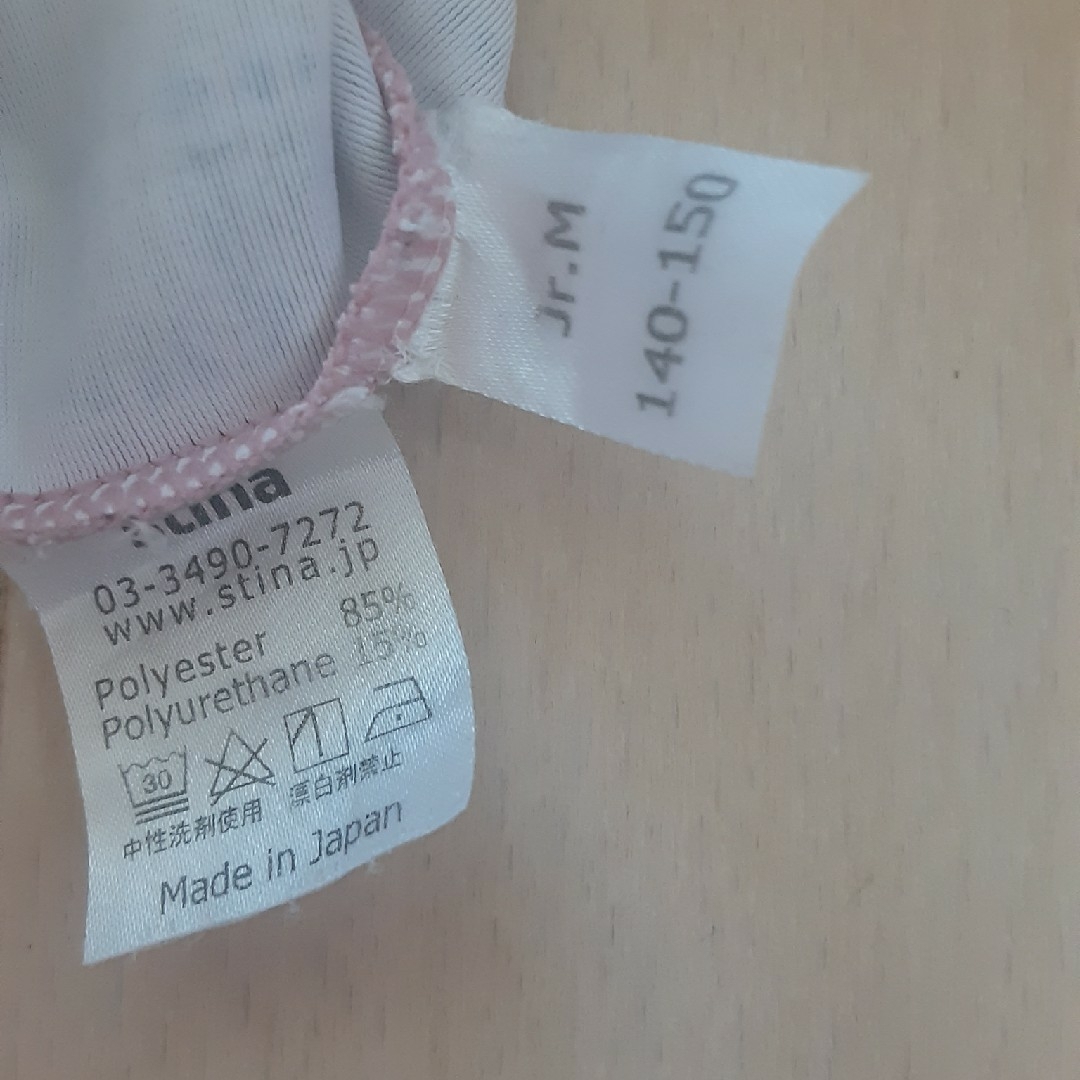 Jr.M
140-150
stina
03-3490-7272
www.stina.jp
Polyester 85%
Polyurethane 15%
30
中性洗剤使用 漂白剤禁止
Made in Japan